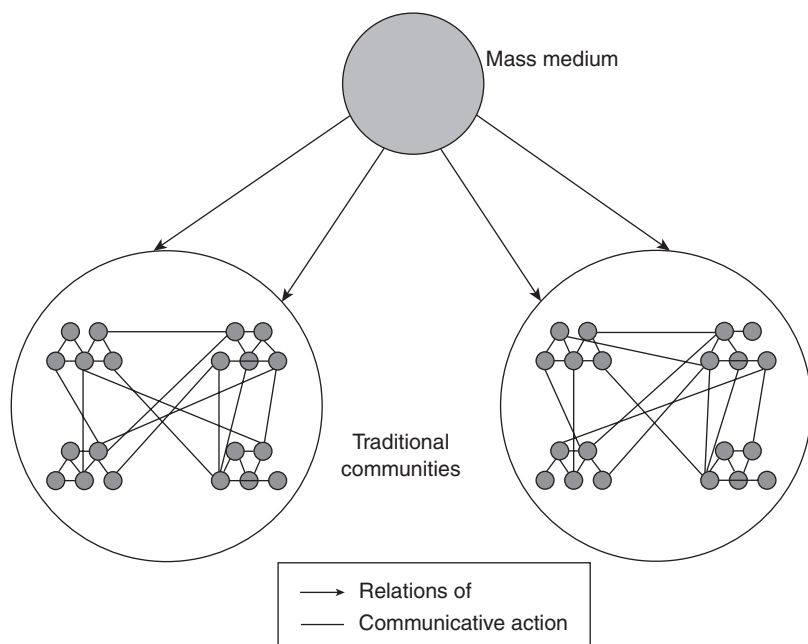 Mass medium
Traditional
communities
Relations of
Communicative action